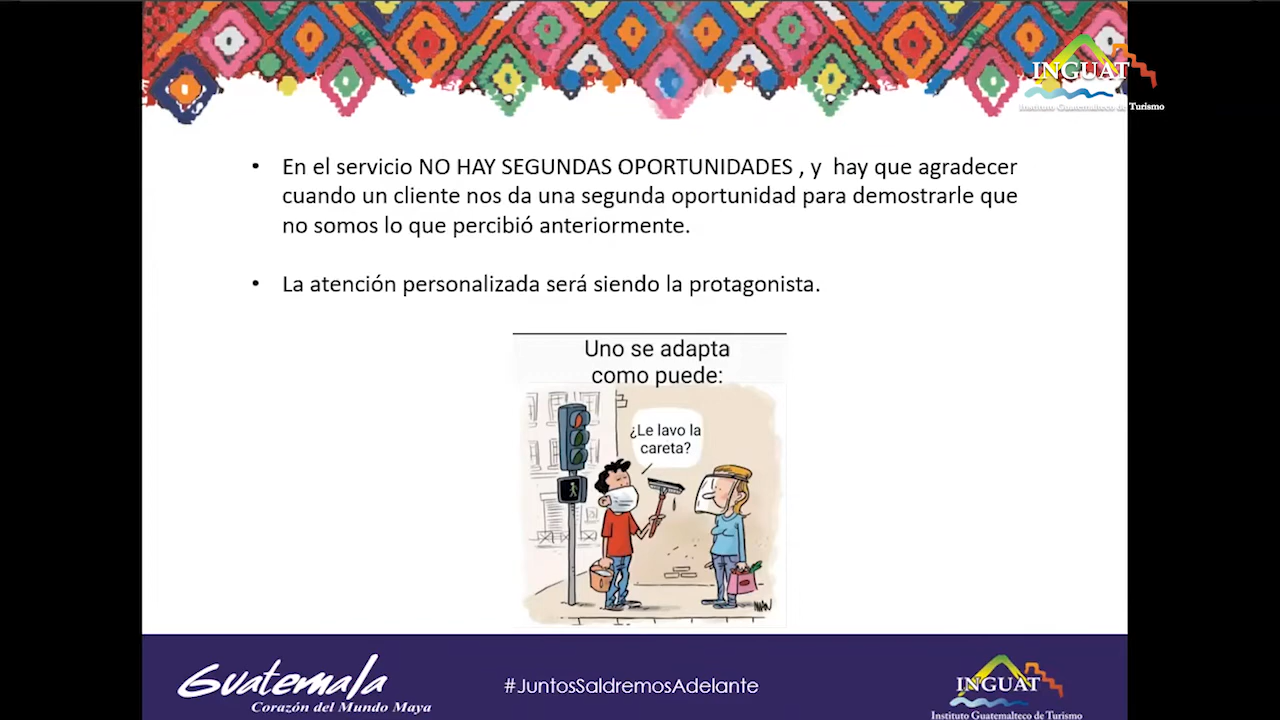 INGUAT
Instituto Guatemalteco de Turismo
• En el servicio NO HAY SEGUNDAS OPORTUNIDADES , y hay que agradecer
cuando un cliente nos da una segunda oportunidad para demostrarle que
no somos lo que percibió anteriormente.
• La atención personalizada será siendo la protagonista.
Uno se adapta
como puede:
¿Le lavo la
careta?
Guatemala
Corazón del Mundo Maya
#JuntosSaldremosAdelante
INGUAT
Instituto Guatemalteco de Turismo